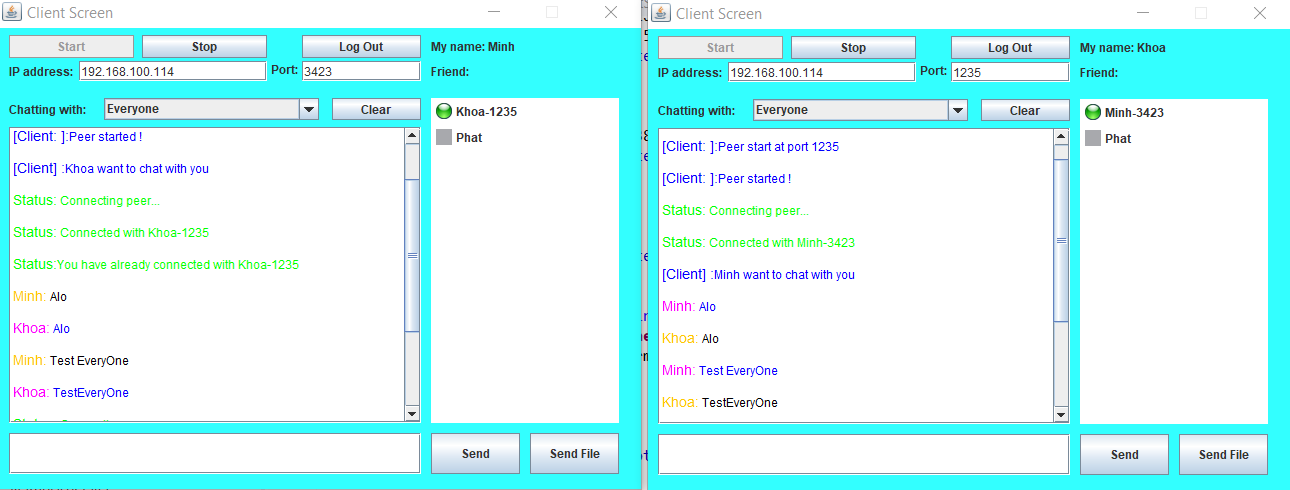 Client Screen
Start
Stop
Log Out
My name: Minh
IP address:
192.168.100.114
Port:
3423
Friend:
Chatting with:
Everyone
Clear
Khoa-1235
Phat
[Client: ]:Peer started !
[Client] :Khoa want to chat with you
Status: Connecting peer...
Status: Connected with Khoa-1235
Status:You have already connected with Khoa-1235
Minh: Alo
Khoa: Alo
Minh: Test EveryOne
Khoa: TestEveryOne
Send
Send File
Client Screen
Start
Stop
Log Out
My name: Khoa
IP address:
192.168.100.114
Port:
1235
Friend:
Chatting with:
Everyone
Clear
Minh-3423
Phat
[Client: ]:Peer start at port 1235
[Client: ]:Peer started !
Status: Connecting peer...
Status: Connected with Minh-3423
[Client] :Minh want to chat with you
Minh: Alo
Khoa: Alo
Minh: Test EveryOne
Khoa: TestEveryOne
Send
Send File